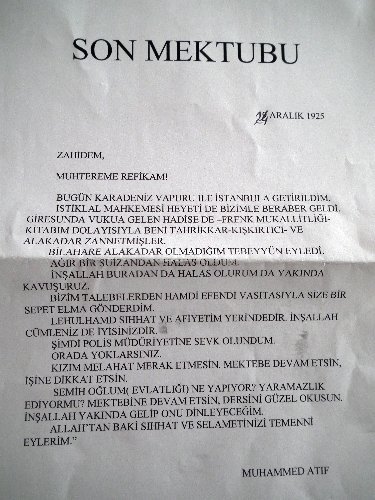 SON MEKTUBU
24 ARALIK 1925
ZAHIDEM,
MUHTEREME REFİKAM!
BUGÜN KARADENİZ VAPURU İLE İSTANBULA GETİRİLDİM.
İSTİKLAL MAHKEMESİ HEYETİ DE BİZİMLE BERABER GELDİ.
GİRESUNDA VUKUA GELEN HADİSE DE –FRENK MUKALLİTLİĞİ-
KİTABIM DOLAYISIYLA BENİ TAHRİKKAR-KIŞKIRTICI- VE
ALAKADAR ZANNETMİŞLER.
BİLAHARE ALAKADAR OLMADIĞIM TEBEYYÜN EYLEDİ.
AĞIR BİR SUİZANDAN HALAS OLDUM.
İNŞALLAH BURADAN DA HALAS OLURUM DA YAKINDA
KAVUŞURUZ.
BİZİM TALEBELERDEN HAMDİ EFENDİ VASITASIYLA SİZE BİR
SEPET ELMA GÖNDERDİM.
LEHULHAMD SIHHAT VE AFİYETİM YERİNDEDİR. İNŞALLAH
CÜMLENİZ DE İYİSİNİZDİR.
ŞİMDİ POLİS MÜDÜRİYETİNE SEVK OLUNDUM.
ORADA YOKLARSINIZ.
KIZIM MELAHAT MERAK ETMESİN. MEKTEBE DEVAM ETSİN,
İŞİNE DİKKAT ETSİN.
SEMİH OĞLUM( EVLATLIĞI) NE YAPIYOR? YARAMAZLIK
EDİYORMU? MEKTEBİNE DEVAM ETSİN, DERSİNİ GÜZEL OKUSUN.
İNŞALLAH YAKINDA GELİP ONU DİNLEYECEĞİM.
ALLAH'TAN BAKİ SIHHAT VE SELAMETİNİZİ TEMENNİ
EYLERİM."
MUHAMMED ATIF